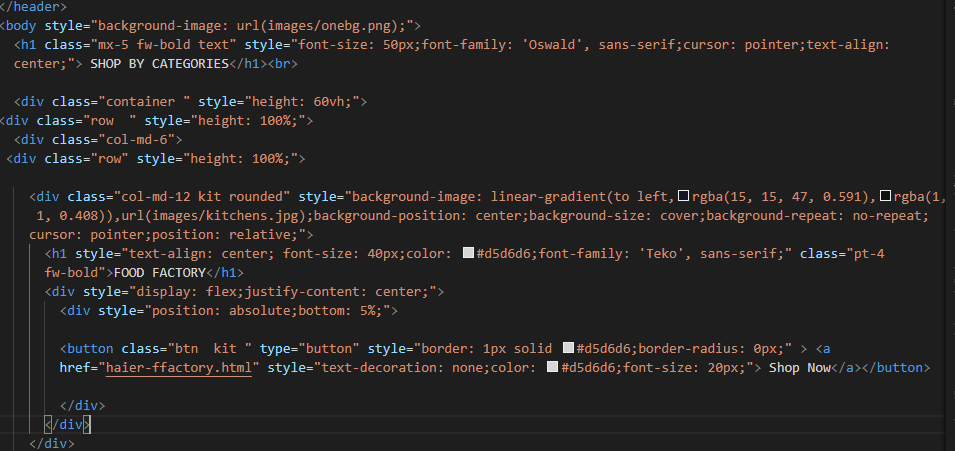 </header>
<body style="background-image: url(images/onebg.png);">
<h1 class="mx-5 fw-bold text" style="font-size: 50px;font-family: 'Oswald', sans-serif;cursor: pointer;text-align:
center;"> SHOP BY CATEGORIES</h1><br>
<div class="container " style="height: 60vh;">
<div class="row  " style="height: 100%;">
<div class="col-md-6">
<div class="row" style="height: 100%;">
<div class="col-md-12 kit rounded" style="background-image: linear-gradient(to left,rgba(15, 15, 47, 0.591),rgba(1,
1, 0.408)),url(images/kitchens.jpg);background-position: center;background-size: cover;background-repeat: no-repeat;
cursor: pointer;position: relative;">
<h1 style="text-align: center; font-size: 40px;color: #d5d6d6;font-family: 'Teko', sans-serif;" class="pt-4
fw-bold">FOOD FACTORY</h1>
<div style="display: flex;justify-content: center;">
<div style="position: absolute;bottom: 5%;">
<button class="btn  kit " type="button" style="border: 1px solid #d5d6d6;border-radius: 0px;" > <a
href="haier-ffactory.html" style="text-decoration: none;color: #d5d6d6;font-size: 20px;"> Shop Now</a></button>
</div>
</div>
</div>